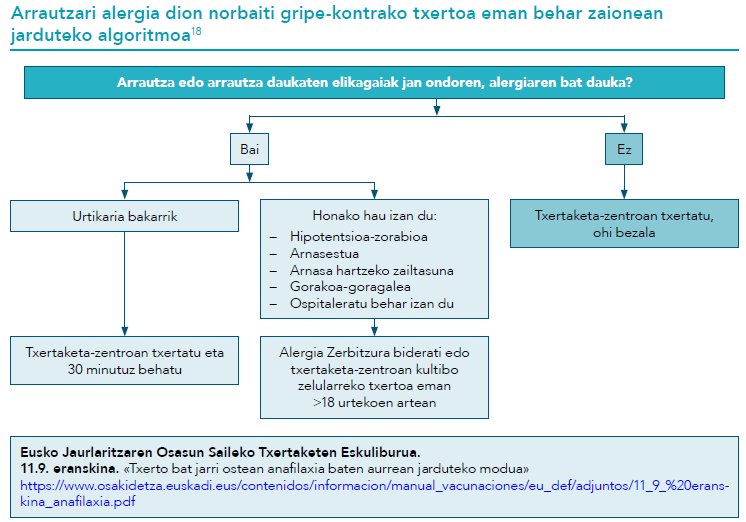 Arrautzari alergia dion norbaiti gripe-kontrako txertoa eman behar zaionean
jarduteko algoritmoa18
Arrautza edo arrautza daukaten elikagaiak jan ondoren, alergiaren bat dauka?
Bai
Ez
Urtikaria bakarrik
Honako hau izan du:
– Hipotentsioa-zorabioa
– Arnasestua
– Arnasa hartzeko zailtasuna
– Gorakoa-goragalea
– Ospitaleratu behar izan du
Txertaketa-zentroan txertatu,
ohi bezala
Txertaketa-zentroan txertatu eta
30 minutuz behatu
Alergia Zerbitzura biderati edo
txertaketa-zentroan kultibo
zelularreko txertoa eman
>18 urtekoen artean
Eusko Jaurlaritzaren Osasun Saileko Txertaketen Eskuliburua.
11.9. eranskina. «Txerto bat jarri ostean anafilaxia baten aurrean jarduteko modua»
https://www.osakidetza.euskadi.eus/contenidos/informacion/manual_vacunaciones/eu_def/adjuntos/11_9_%20erans-
kina_anafilaxia.pdf